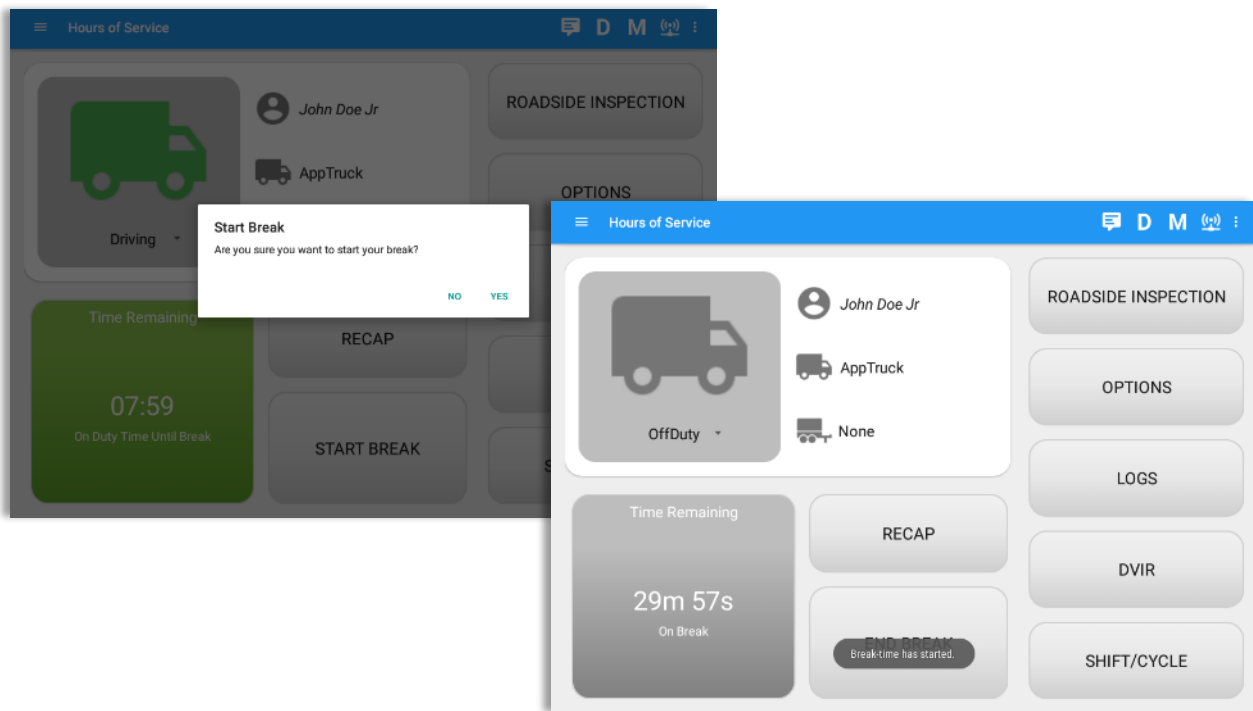 Hours of Service
D M
John Doe Jr
ROADSIDE INSPECTION
AppTruck
OPTIONS
Driving
Start Break
Are you sure you want to start your break?
NO YES
Time Remaining
RECAP
07:59
On Duty Time Until Break
START BREAK
S
Hours of Service
D M
John Doe Jr
ROADSIDE INSPECTION
AppTruck
OPTIONS
OffDuty
None
LOGS
Time Remaining
RECAP
DVIR
29m 57s
On Break
END BREAK
Break-time has started.
SHIFT/CYCLE